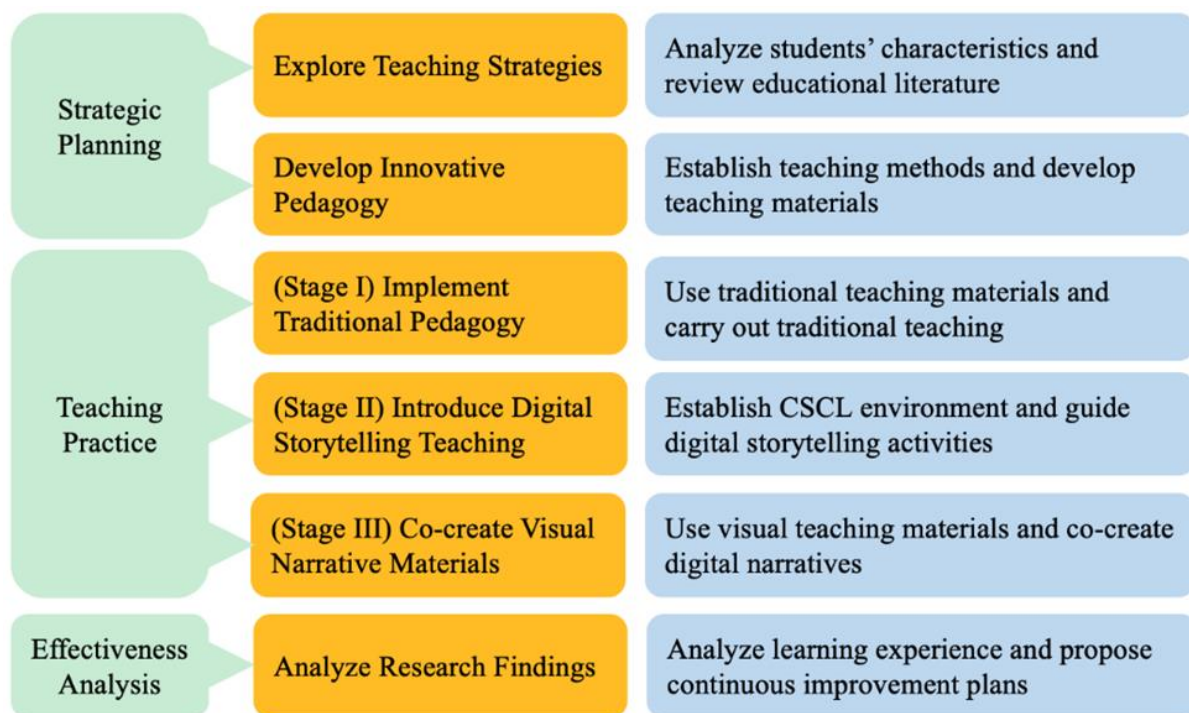 Strategic
Planning
Explore Teaching Strategies
Analyze students’ characteristics and
review educational literature
Develop Innovative
Pedagogy
Establish teaching methods and develop
teaching materials
Teaching
Practice
(Stage I) Implement
Traditional Pedagogy
Use traditional teaching materials and
carry out traditional teaching
(Stage II) Introduce Digital
Storytelling Teaching
Establish CSCL environment and guide
digital storytelling activities
(Stage III) Co-create Visual
Narrative Materials
Use visual teaching materials and co-create
digital narratives
Effectiveness
Analysis
Analyze Research Findings
Analyze learning experience and propose
continuous improvement plans